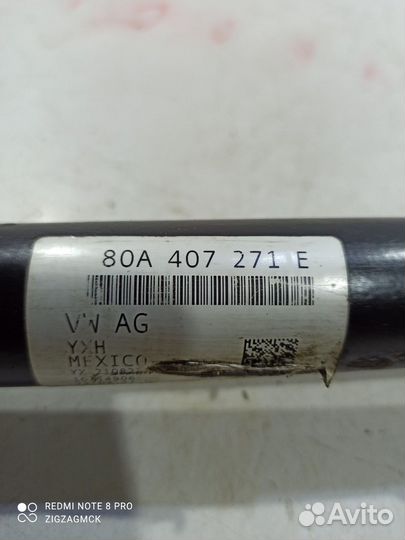 80A 407 271 E
VW AG
YXH
MEXICO
REDMI NOTE 8 PRO
ZIGZAGMCK
Avito